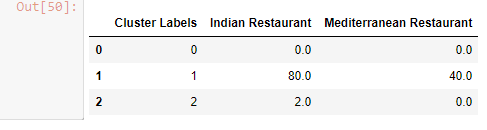 Out[50]:
Cluster Labels Indian Restaurant Mediterranean Restaurant
0 0 0.0 0.0
1 1 80.0 40.0
2 2 2.0 0.0